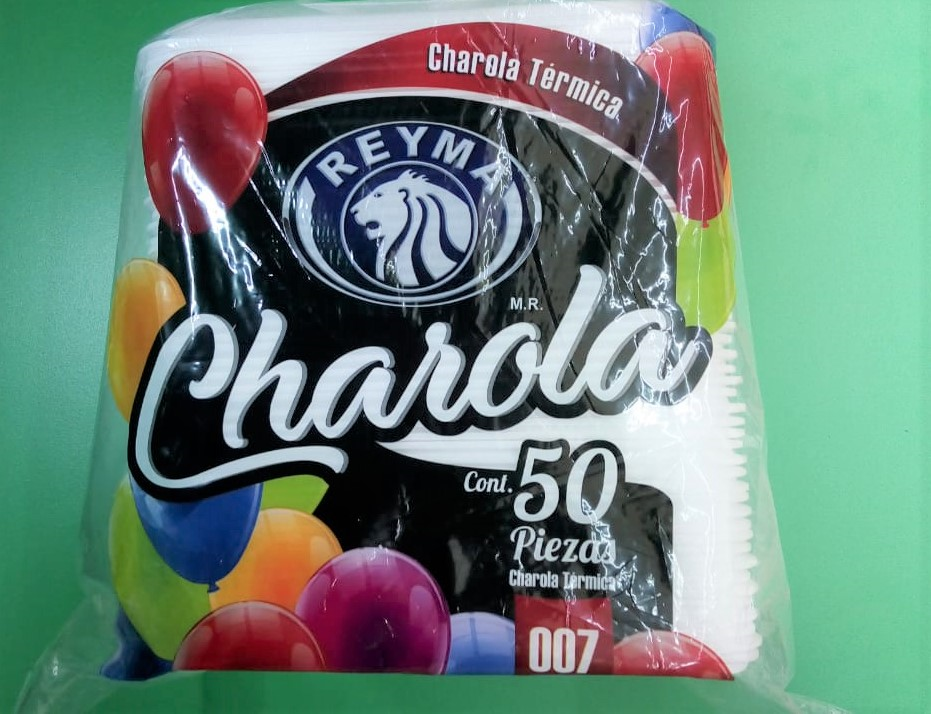 Charola Térmica
REYMA
M.R.
Charola
Cont. 50
Piezas
Charola Térmica
007